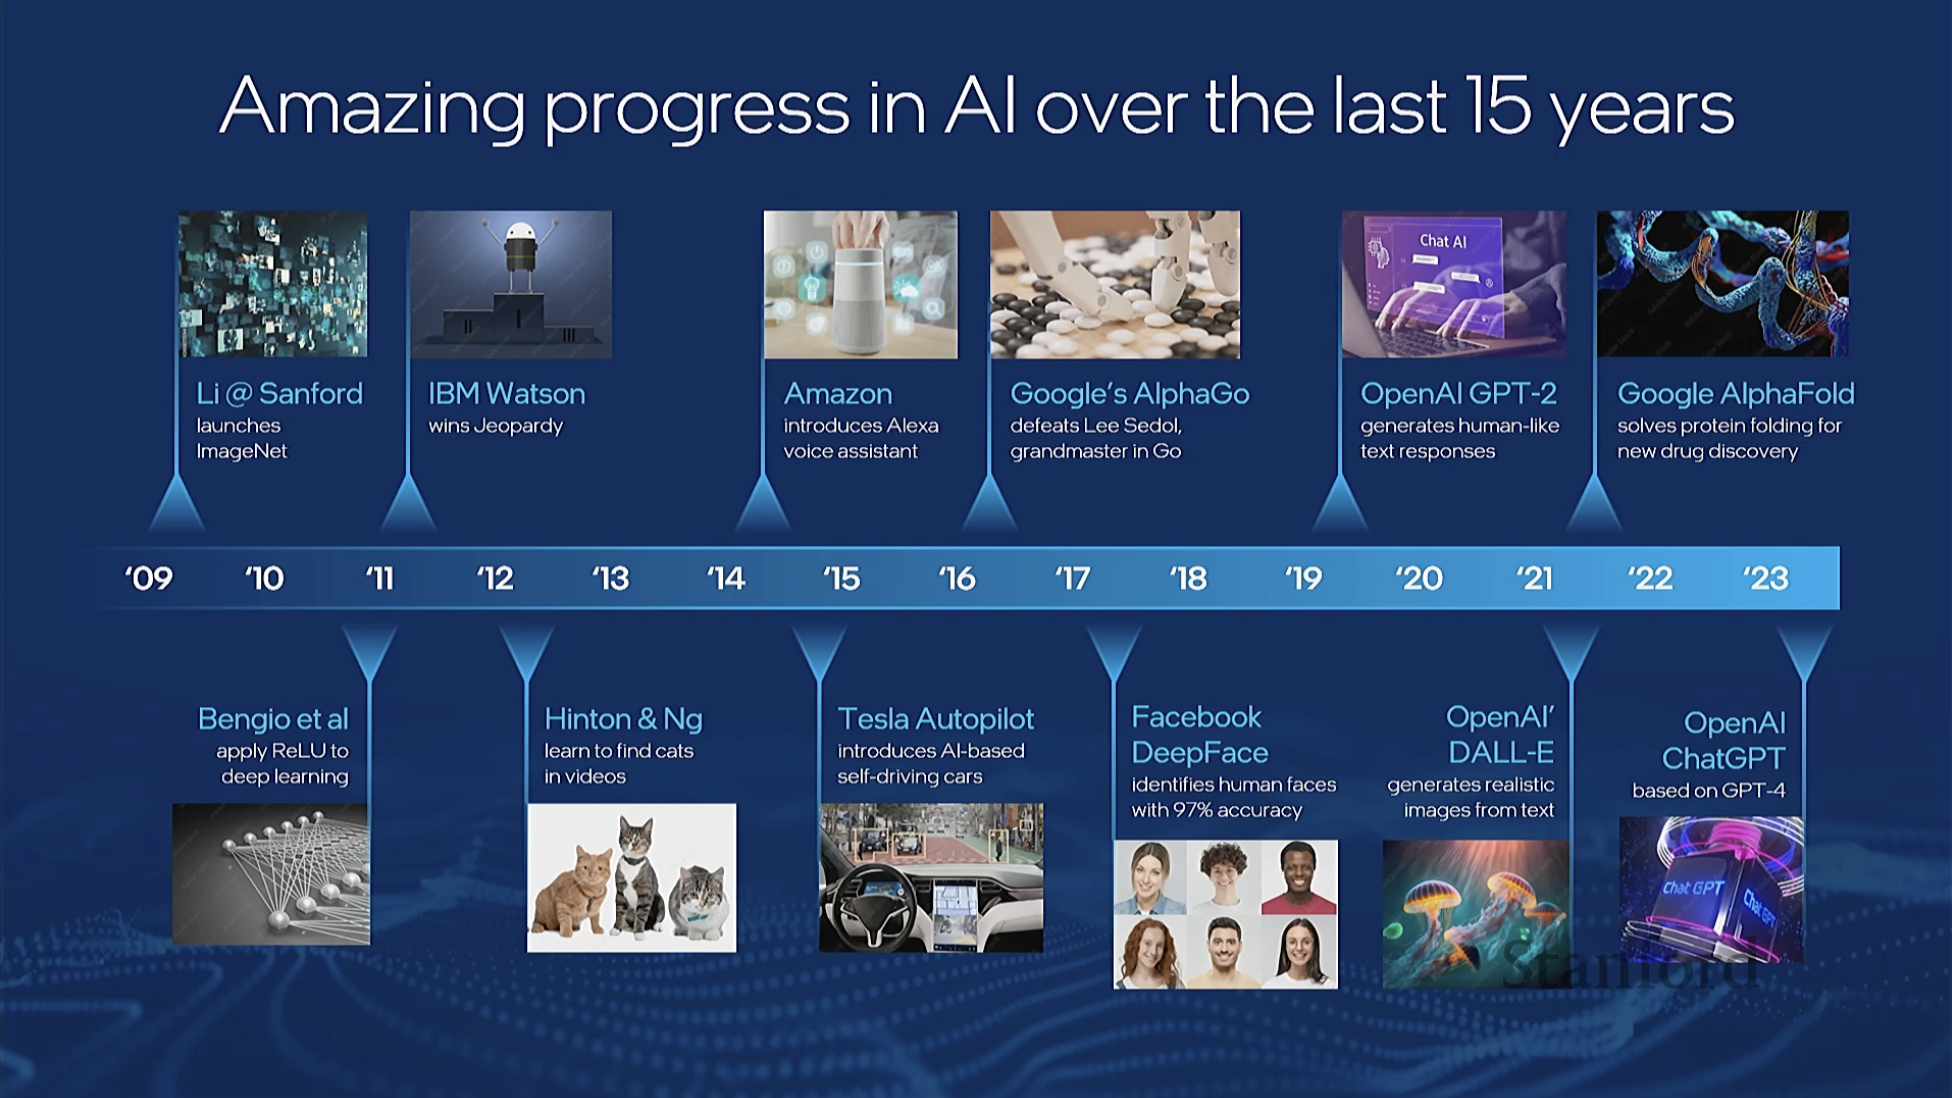 Amazing progress in AI over the last 15 years
Chat AI
Li @ Sanford
launches
ImageNet
IBM Watson
wins Jeopardy
Amazon
introduces Alexa
voice assistant
Google's AlphaGo
defeats Lee Sedol,
grandmaster in Go
OpenAI GPT-2
generates human-like
text responses
Google AlphaFold
solves protein folding for
new drug discovery
‘09 ‘10 ‘11 ‘12 ‘13 ‘14 ‘15 ‘16 ‘17 ‘18 ‘19 ‘20 ‘21 ‘22 ‘23
Bengio et al
apply ReLU to
deep learning
Hinton & Ng
learn to find cats
in videos
Tesla Autopilot
introduces AI-based
self-driving cars
Facebook
DeepFace
identifies human faces
with 97% accuracy
OpenAI’
DALL-E
generates realistic
images from text
OpenAI
ChatGPT
based on GPT-4
Chat GPT
Chat GPT
Stanford